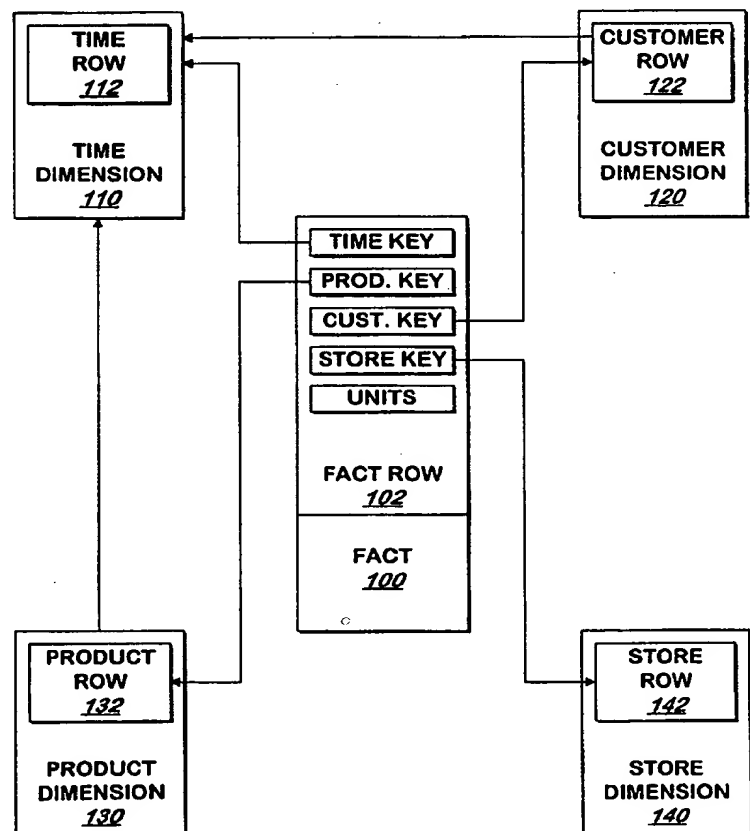 TIME
ROW
112
TIME
DIMENSION
110
CUSTOMER
ROW
122
CUSTOMER
DIMENSION
120
TIME KEY
PROD. KEY
CUST. KEY
STORE KEY
UNITS
FACT ROW
102
FACT
100
PRODUCT
ROW
132
PRODUCT
DIMENSION
130
STORE
ROW
142
STORE
DIMENSION
140